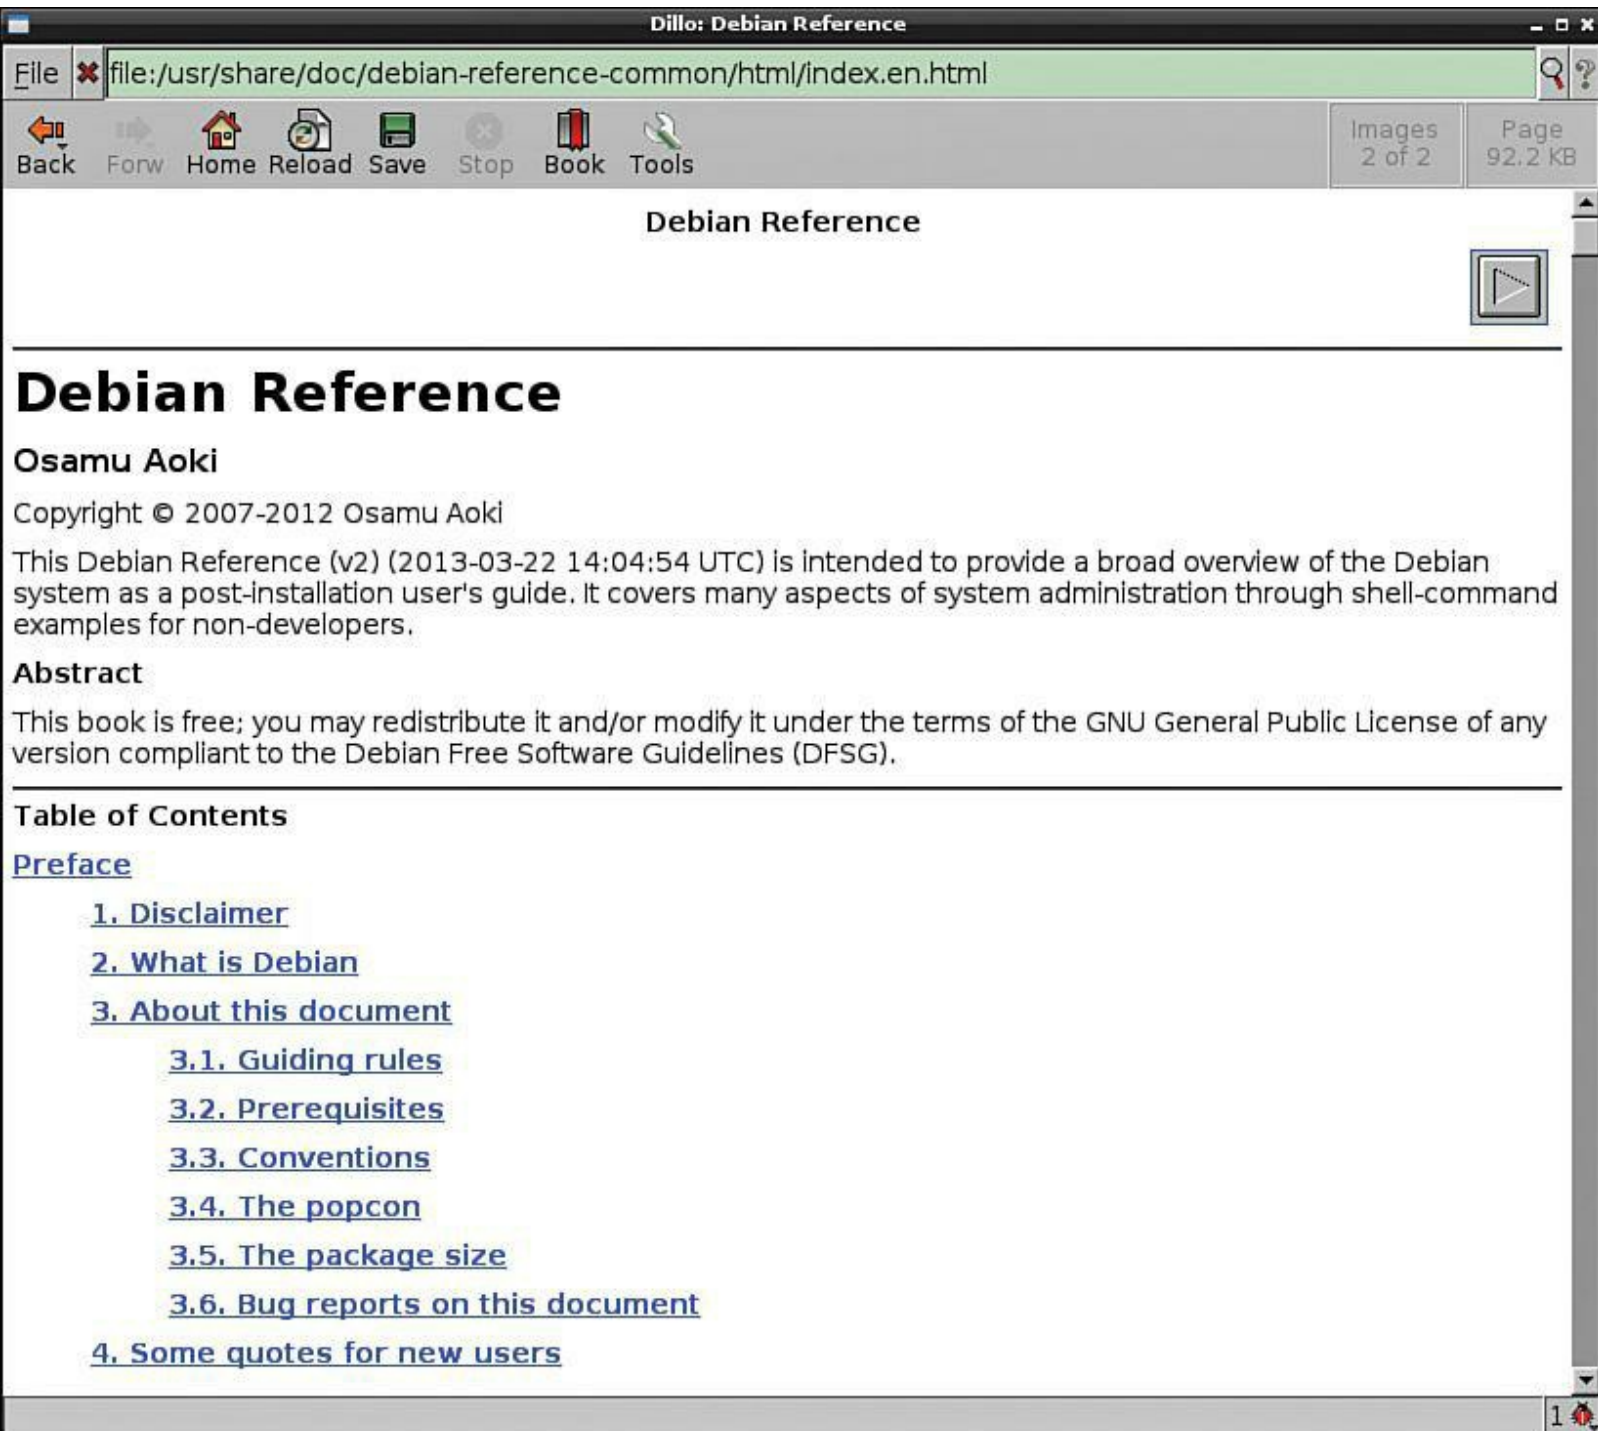 Dillo: Debian Reference
File
file:/usr/share/doc/debian-reference-common/html/index.en.html
Back Forw Home Reload Save Stop Book Tools
Images
2 of 2
Page
92.2 KB
Debian Reference
Debian Reference
Osamu Aoki
Copyright © 2007-2012 Osamu Aoki
This Debian Reference (v2) (2013-03-22 14:04:54 UTC) is intended to provide a broad overview of the Debian
system as a post-installation user's guide. It covers many aspects of system administration through shell-command
examples for non-developers.
Abstract
This book is free; you may redistribute it and/or modify it under the terms of the GNU General Public License of any
version compliant to the Debian Free Software Guidelines (DFSG).
Table of Contents
Preface
1. Disclaimer
2. What is Debian
3. About this document
3.1. Guiding rules
3.2. Prerequisites
3.3. Conventions
3.4. The popcon
3.5. The package size
3.6. Bug reports on this document
4. Some quotes for new users
1